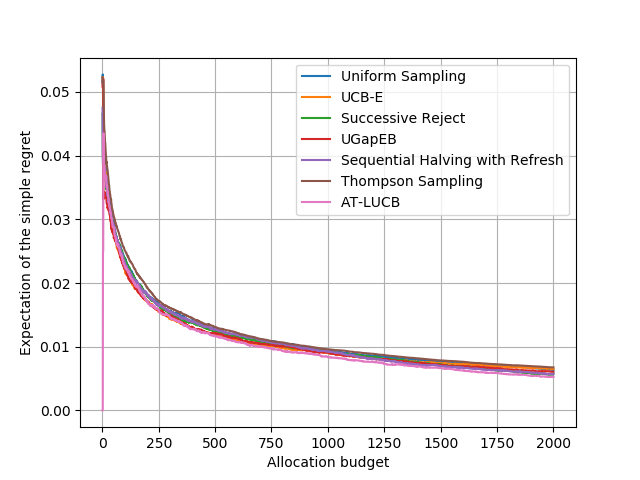 Expectation of the simple regret
0.05
0.04
0.03
0.02
0.01
0.00
Uniform Sampling
UCB-E
Successive Reject
UGapEB
Sequential Halving with Refresh
Thompson Sampling
AT-LUCB
0 250 500 750 1000 1250 1500 1750 2000
Allocation budget